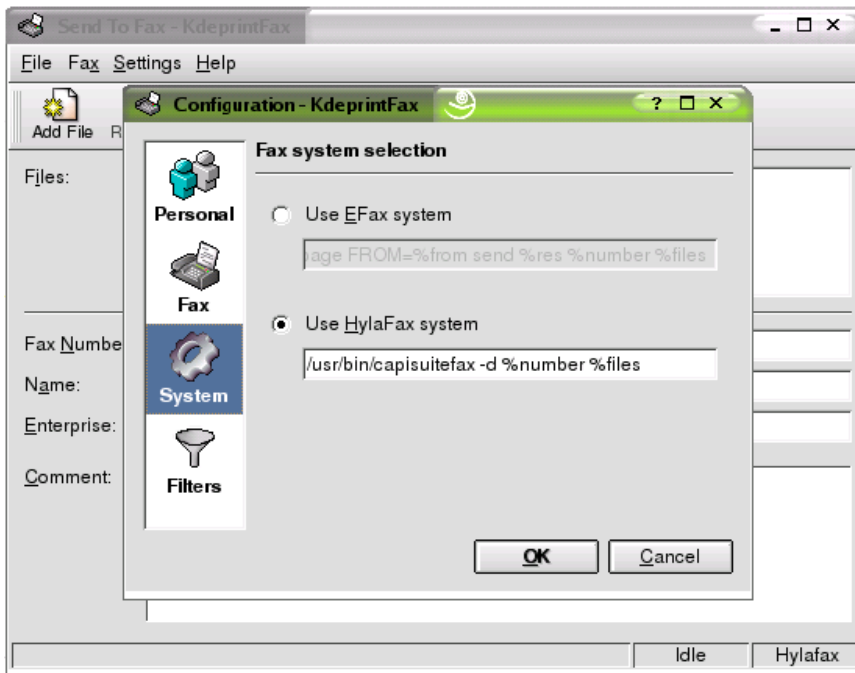 Send To Fax - KdeprintFax
File Fax Settings Help
Add File R
Configuration - KdeprintFax
Files:
Fax Numbe
Name:
Enterprise:
Comment:
Personal
Fax
System
Filters
Fax system selection
Use EFax system
page FROM=%from send %res %number %files
Use HylaFax system
/usr/bin/capisuitefax -d %number %files
OK Cancel
Idle Hylafax